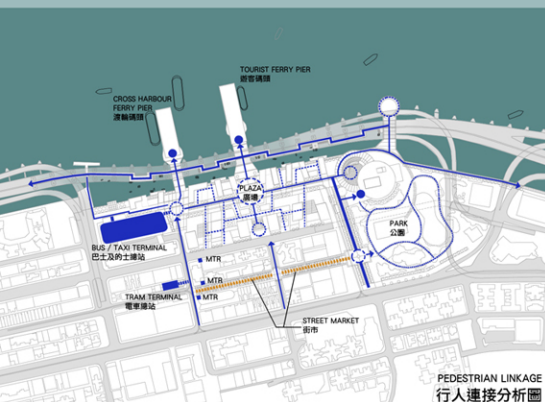 TOURIST FERRY PIER
遊客碼頭
CROSS HARBOUR
FERRY PIER
渡輪碼頭
PLAZA
廣場
PARK
公園
BUS / TAXI TERMINAL
巴士及的士總站
MTR
MTR
TRAM TERMINAL
電車總站
MTR
STREET MARKET
街市
PEDESTRIAN LINKAGE
行人連接分析圖